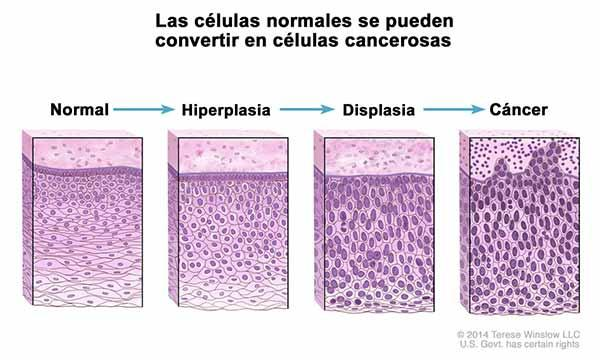 Las células normales se pueden
convertir en células cancerosas
Normal Hiperplasia Displasia Cáncer
© 2014 Terese Winslow LLC
U.S. Govt. has certain rights